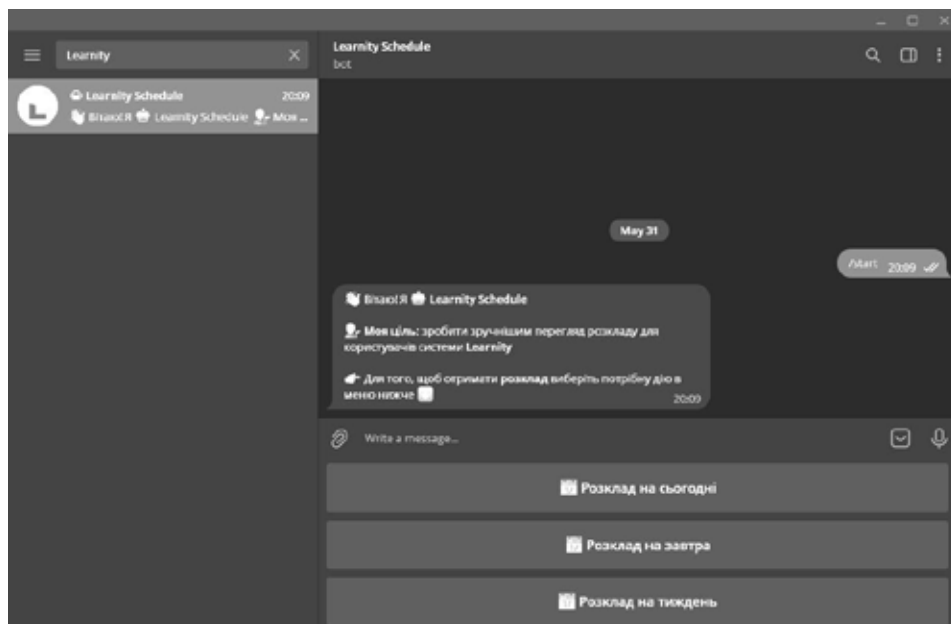 Learnity
Learnity Schedule
20:09
Вітаю! Я Learnity Schedule Моя ...
Learnity Schedule
bot
May 31
/start 20:09
Вітаю! Я Learnity Schedule
Моя ціль: зробити зручнішим перегляд розкладу для
користувачів системи Learnity
Для того, щоб отримати розклад виберіть потрібну дію в
меню нижче
20:09
Write a message...
Розклад на сьогодні
Розклад на завтра
Розклад на тиждень